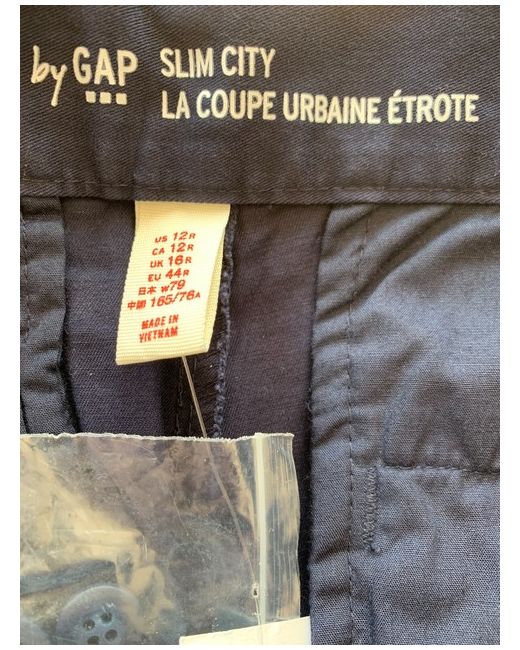 by GAP SLIM CITY
LA COUPE URBAINE ÉTROTE
US 12R
CA 12R
UK 16R
EU 44R
日本 W79
中国 165/76A
MADE IN
VIETNAM